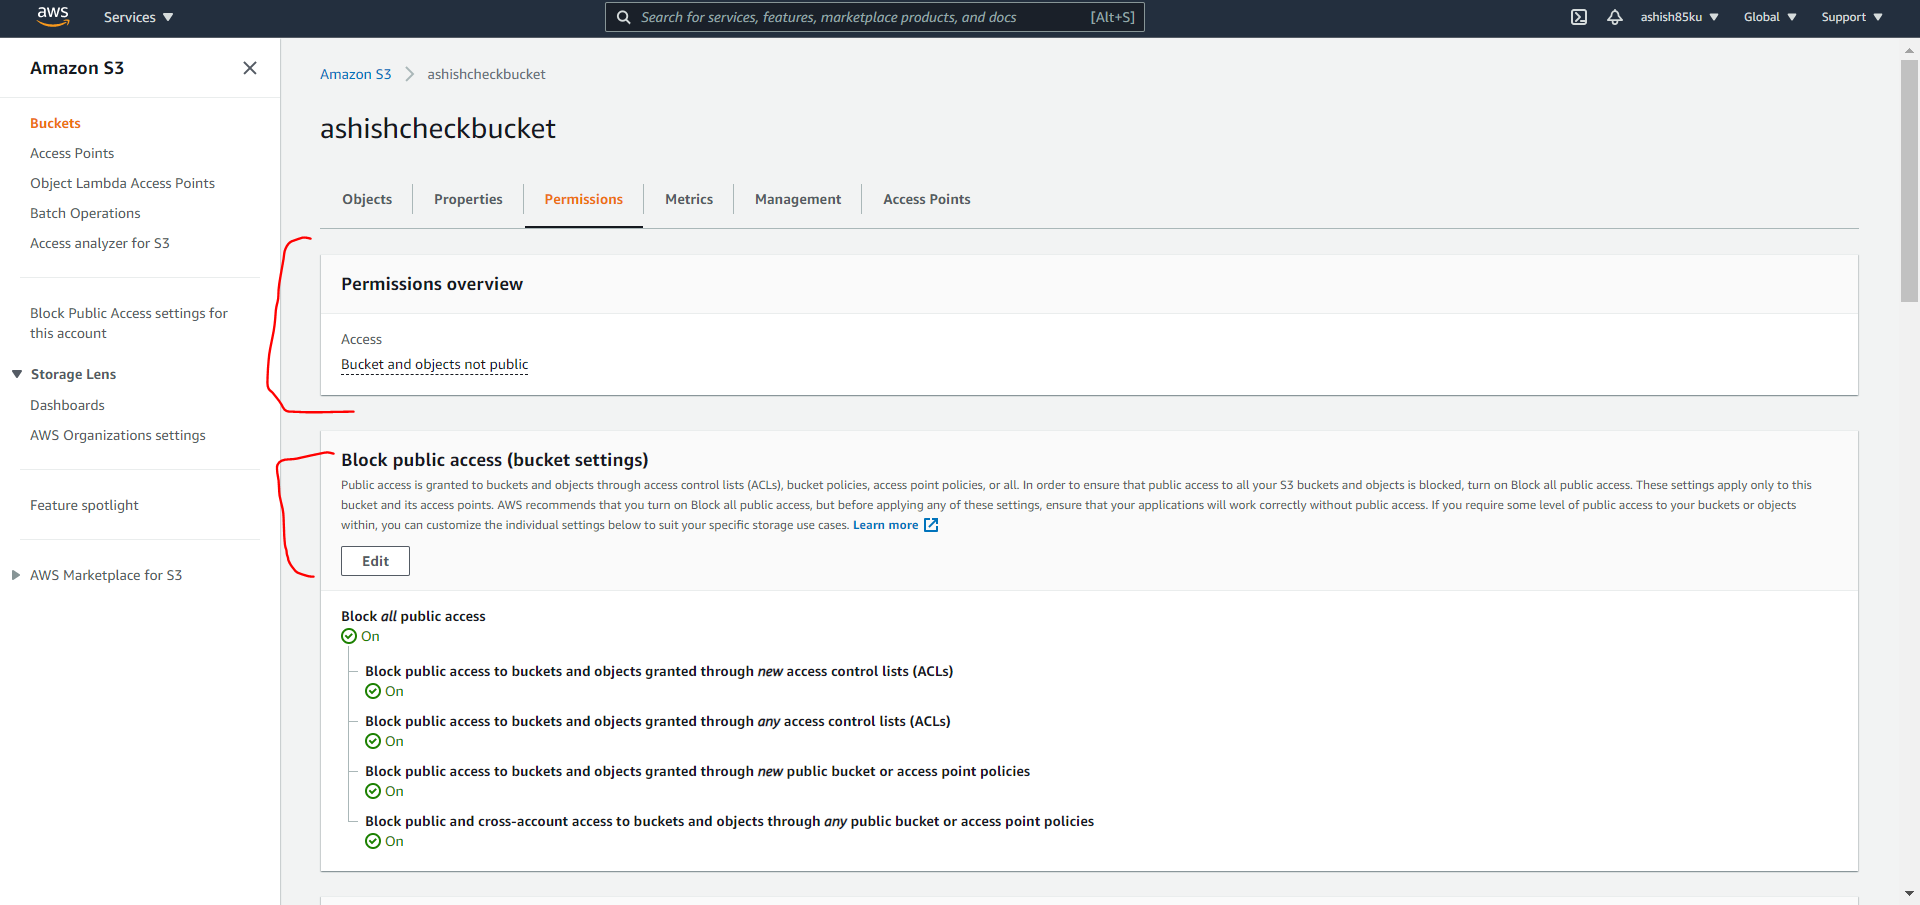 aws
Services
Search for services, features, marketplace products, and docs
[Alt+S]
ashish85ku
Global
Support
Amazon S3
Buckets
Access Points
Object Lambda Access Points
Batch Operations
Access analyzer for S3
Block Public Access settings for
this account
Storage Lens
Dashboards
AWS Organizations settings
Feature spotlight
AWS Marketplace for S3
Amazon S3
ashishcheckbucket
ashishcheckbucket
Objects
Properties
Permissions
Metrics
Management
Access Points
Permissions overview
Access
Bucket and objects not public
Block public access (bucket settings)
Public access is granted to buckets and objects through access control lists (ACLs), bucket policies, access point policies, or all. In order to ensure that public access to all your S3 buckets and objects is blocked, turn on Block all public access. These settings apply only to this
bucket and its access points. AWS recommends that you turn on Block all public access, but before applying any of these settings, ensure that your applications will work correctly without public access. If you require some level of public access to your buckets or objects
within, you can customize the individual settings below to suit your specific storage use cases. Learn more
Edit
Block all public access
On
Block public access to buckets and objects granted through new access control lists (ACLs)
On
Block public access to buckets and objects granted through any access control lists (ACLs)
On
Block public access to buckets and objects granted through new public bucket or access point policies
On
Block public and cross-account access to buckets and objects through any public bucket or access point policies
On